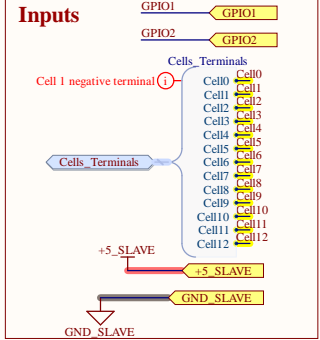 Inputs
GPIO1
GPIO1
GPIO2
GPIO2
Cells_Terminals
Cell 1 negative terminal
i
Cell0 Cell0
Cell1 Cell1
Cell2 Cell2
Cell3 Cell3
Cell4 Cell4
Cell5 Cell5
Cells_Terminals
Cell6 Cell6
Cell7 Cell7
Cell8 Cell8
Cell9 Cell9
Cell10 Cell10
Cell11 Cell11
Cell12 Cell12
+5_SLAVE
+5_SLAVE
GND_SLAVE
GND_SLAVE